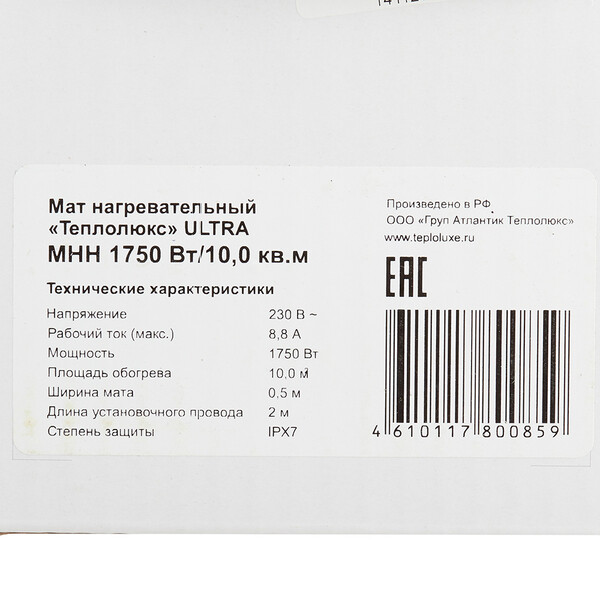 Мат нагревательный
«Теплолюкс» ULTRA
МНН 1750 Вт/10,0 кв.м
Технические характеристики
Напряжение 230 В ~
Рабочий ток (макс.) 8,8 А
Мощность 1750 Вт
Площадь обогрева 10,0 м²
Ширина мата 0,5 м
Длина установочного провода 2 м
Степень защиты IPX7
Произведено в РФ
ООО «Груп Атлантик Теплолюкс»
www.teploluxe.ru
EAC
4 610117 800859